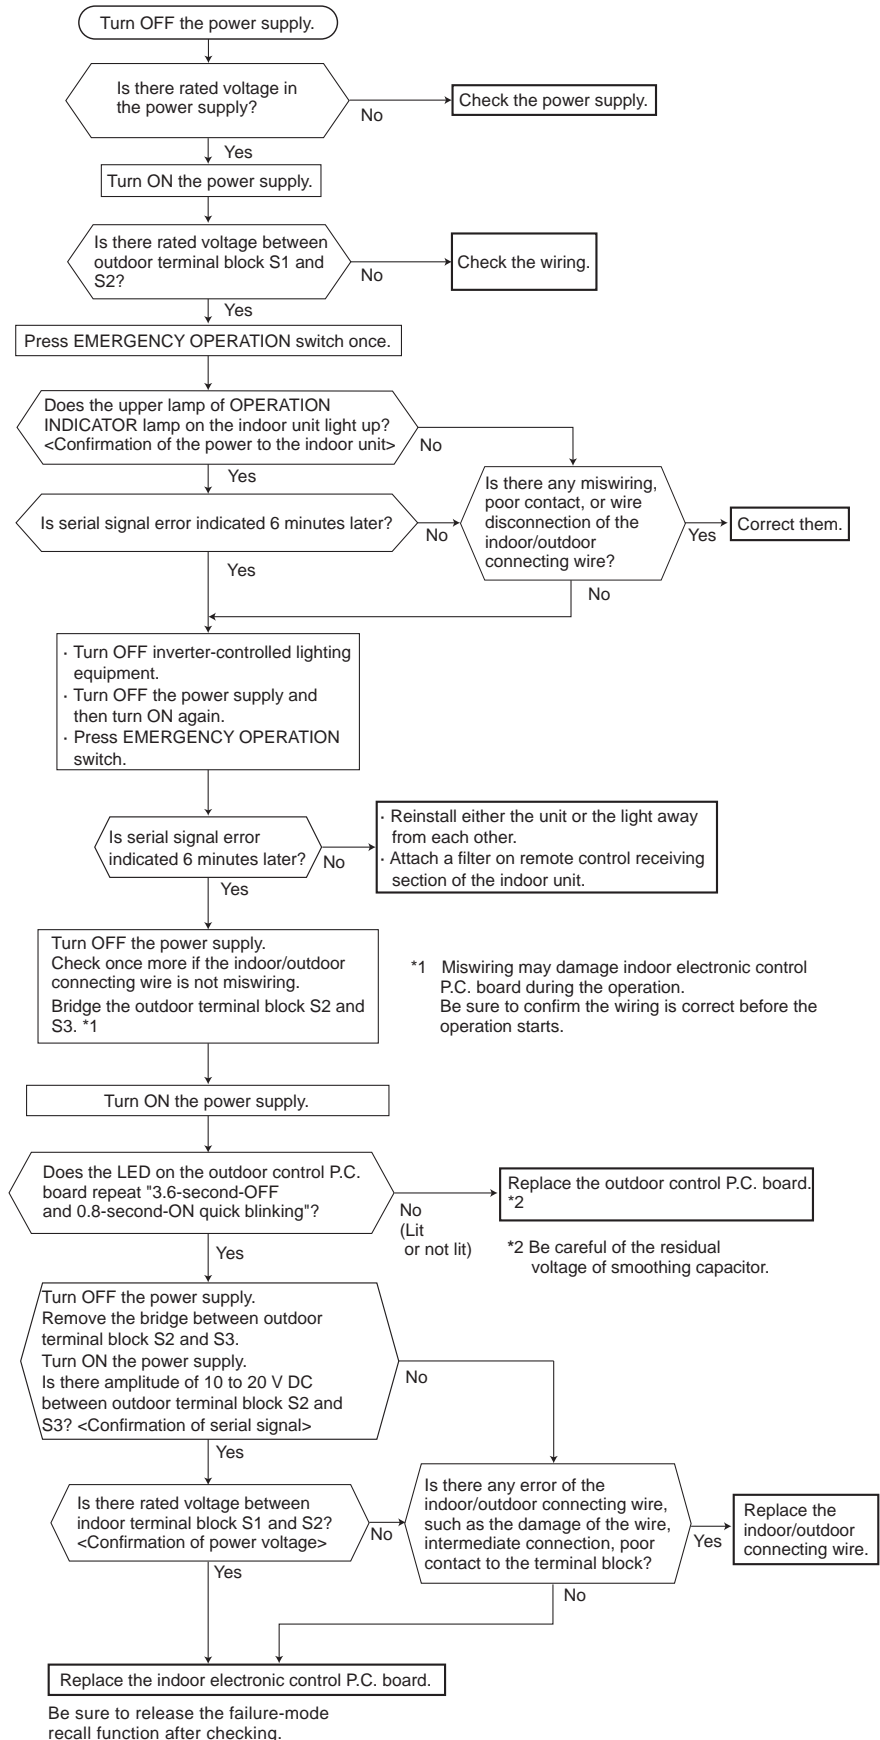 Turn OFF the power supply.
Is there rated voltage in
the power supply?
No
Check the power supply.
Yes
Turn ON the power supply.
Is there rated voltage between
outdoor terminal block S1 and
S2?
No
Check the wiring.
Yes
Press EMERGENCY OPERATION switch once.
Does the upper lamp of OPERATION
INDICATOR lamp on the indoor unit light up?
<Confirmation of the power to the indoor unit>
No
Yes
Is there any miswiring,
poor contact, or wire
disconnection of the
indoor/outdoor
connecting wire?
Yes
Correct them.
Is serial signal error indicated 6 minutes later?
No
Yes
No
· Turn OFF inverter-controlled lighting
equipment.
· Turn OFF the power supply and
then turn ON again.
· Press EMERGENCY OPERATION
switch.
Is serial signal error
indicated 6 minutes later?
No
· Reinstall either the unit or the light away
from each other.
· Attach a filter on remote control receiving
section of the indoor unit.
Yes
Turn OFF the power supply.
Check once more if the indoor/outdoor
connecting wire is not miswiring.
Bridge the outdoor terminal block S2 and
S3. *1
*1 Miswiring may damage indoor electronic control
P.C. board during the operation.
Be sure to confirm the wiring is correct before the
operation starts.
Turn ON the power supply.
Does the LED on the outdoor control P.C.
board repeat "3.6-second-OFF
and 0.8-second-ON quick blinking"?
No
(Lit
or not lit)
Replace the outdoor control P.C. board.
*2
*2 Be careful of the residual
voltage of smoothing capacitor.
Yes
Turn OFF the power supply.
Remove the bridge between outdoor
terminal block S2 and S3.
Turn ON the power supply.
Is there amplitude of 10 to 20 V DC
between outdoor terminal block S2 and
S3? <Confirmation of serial signal>
No
Yes
Is there rated voltage between
indoor terminal block S1 and S2?
<Confirmation of power voltage>
No
Is there any error of the
indoor/outdoor connecting wire,
such as the damage of the wire,
intermediate connection, poor
contact to the terminal block?
Yes
Replace the
indoor/outdoor
connecting wire.
Yes
No
Replace the indoor electronic control P.C. board.
Be sure to release the failure-mode
recall function after checking.